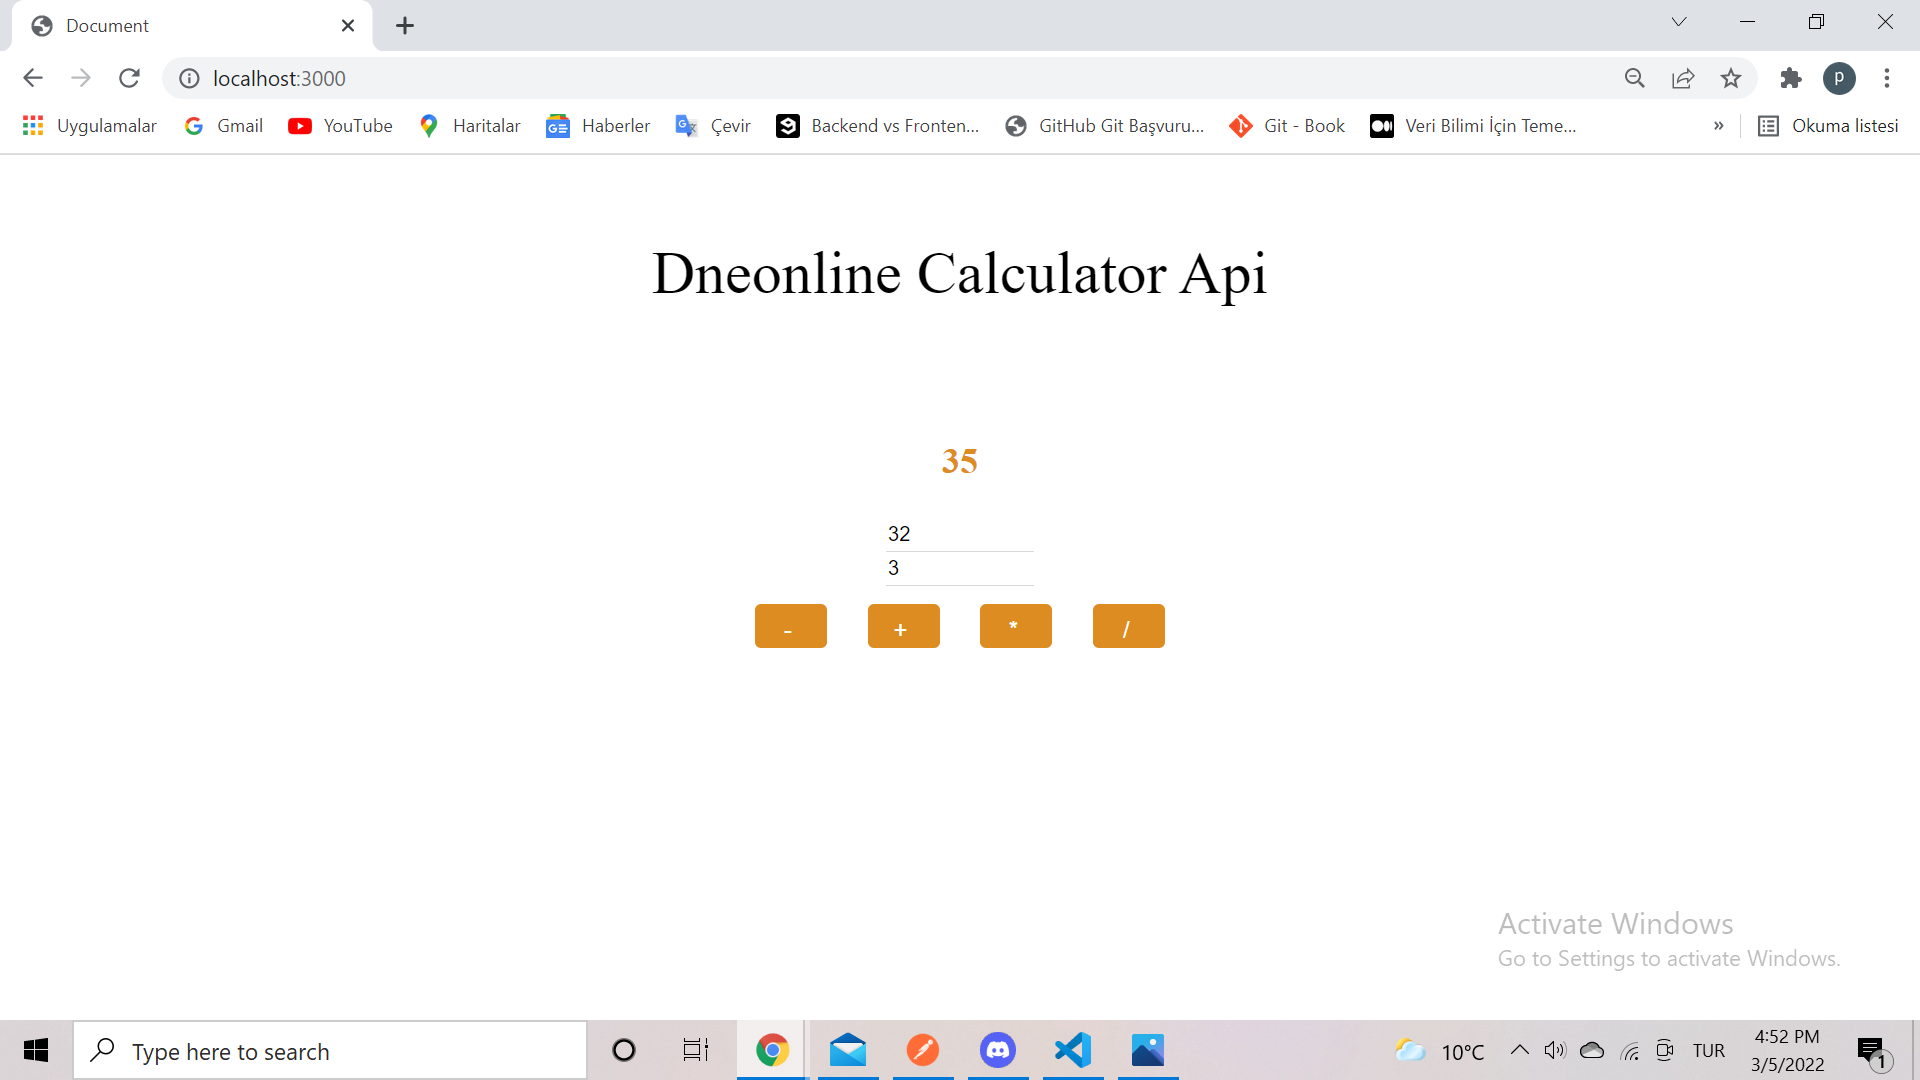 Document
localhost:3000
p
Uygulamalar Gmail YouTube Haritalar Haberler Çevir Backend vs Fronten... GitHub Git Başvuru... Git - Book Veri Bilimi İçin Teme... » Okuma listesi
Dneonline Calculator Api
35
32
3
- + * /
Activate Windows
Go to Settings to activate Windows.
Type here to search
10°C
TUR
4:52 PM
3/5/2022
1